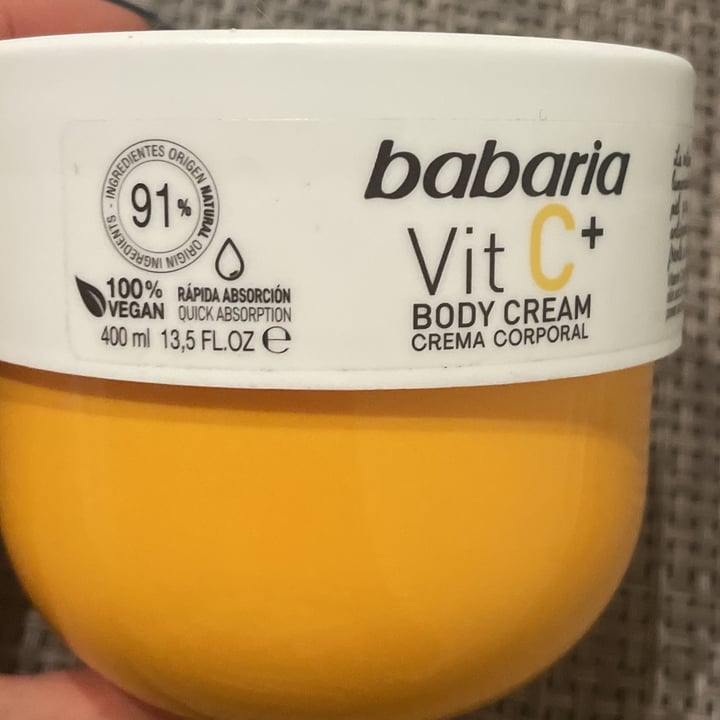 INGREDIENTES ORIGEN NATURAL ORIGIN INGREDIENTS -
91%
100%
VEGAN
RÁPIDA ABSORCIÓN
QUICK ABSORPTION
400 ml 13,5 FL.OZ ℮
babaria
Vit C+
BODY CREAM
CREMA CORPORAL